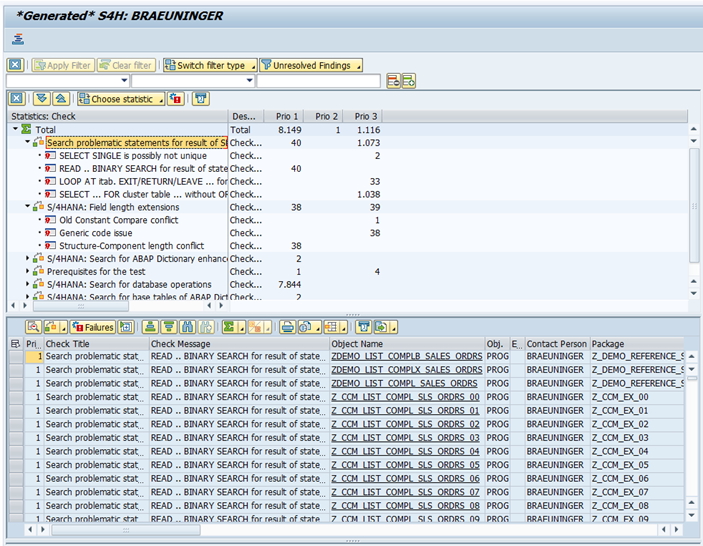 *Generated* S4H: BRAEUNINGER
Apply Filter Clear filter Switch filter type Unresolved Findings
Choose statistic
Statistics: Check Des... Prio 1 Prio 2 Prio 3
Total Total 8.149 1 1.116
Search problematic statements for result of SE Check... 40 1.073
SELECT SINGLE is possibly not unique Check... 2
READ .. BINARY SEARCH for result of state Check... 40
LOOP AT itab. EXIT/RETURN/LEAVE ... for Check... 33
SELECT ... FOR cluster table ... without OF Check... 1.038
S/4HANA: Field length extensions Check... 38 39
Old Constant Compare conflict Check... 1
Generic code issue Check... 38
Structure-Component length conflict Check... 38
S/4HANA: Search for ABAP Dictionary enhanc Check... 2
Prerequisites for the test Check... 1 4
S/4HANA: Search for database operations Check... 7.844
S/4HANA: Search for base tables of ABAP Dict Check... 2
Failures
Pri... Check Title Check Message Object Name Obj. E... Contact Person Package
1 Search problematic stat... READ .. BINARY SEARCH for result of state... ZDEMO_LIST_COMPLB_SALES_ORDRS PROG BRAEUNINGER Z_DEMO_REFERENCE_S
1 Search problematic stat... READ .. BINARY SEARCH for result of state... ZDEMO_LIST_COMPLX_SALES_ORDRS PROG BRAEUNINGER Z_DEMO_REFERENCE_S
1 Search problematic stat... READ .. BINARY SEARCH for result of state... ZDEMO_LIST_COMPL_SALES_ORDRS PROG BRAEUNINGER Z_DEMO_REFERENCE_S
1 Search problematic stat... READ .. BINARY SEARCH for result of state... Z_CCM_LIST_COMPL_SLS_ORDRS_00 PROG BRAEUNINGER Z_CCM_EX_00
1 Search problematic stat... READ .. BINARY SEARCH for result of state... Z_CCM_LIST_COMPL_SLS_ORDRS_01 PROG BRAEUNINGER Z_CCM_EX_01
1 Search problematic stat... READ .. BINARY SEARCH for result of state... Z_CCM_LIST_COMPL_SLS_ORDRS_02 PROG BRAEUNINGER Z_CCM_EX_02
1 Search problematic stat... READ .. BINARY SEARCH for result of state... Z_CCM_LIST_COMPL_SLS_ORDRS_03 PROG BRAEUNINGER Z_CCM_EX_03
1 Search problematic stat... READ .. BINARY SEARCH for result of state... Z_CCM_LIST_COMPL_SLS_ORDRS_04 PROG BRAEUNINGER Z_CCM_EX_04
1 Search problematic stat... READ .. BINARY SEARCH for result of state... Z_CCM_LIST_COMPL_SLS_ORDRS_05 PROG BRAEUNINGER Z_CCM_EX_05
1 Search problematic stat... READ .. BINARY SEARCH for result of state... Z_CCM_LIST_COMPL_SLS_ORDRS_06 PROG BRAEUNINGER Z_CCM_EX_06
1 Search problematic stat... READ .. BINARY SEARCH for result of state... Z_CCM_LIST_COMPL_SLS_ORDRS_07 PROG BRAEUNINGER Z_CCM_EX_07
1 Search problematic stat... READ .. BINARY SEARCH for result of state... Z_CCM_LIST_COMPL_SLS_ORDRS_08 PROG BRAEUNINGER Z_CCM_EX_08
1 Search problematic stat... READ .. BINARY SEARCH for result of state... Z_CCM_LIST_COMPL_SLS_ORDRS_09 PROG BRAEUNINGER Z_CCM_EX_09